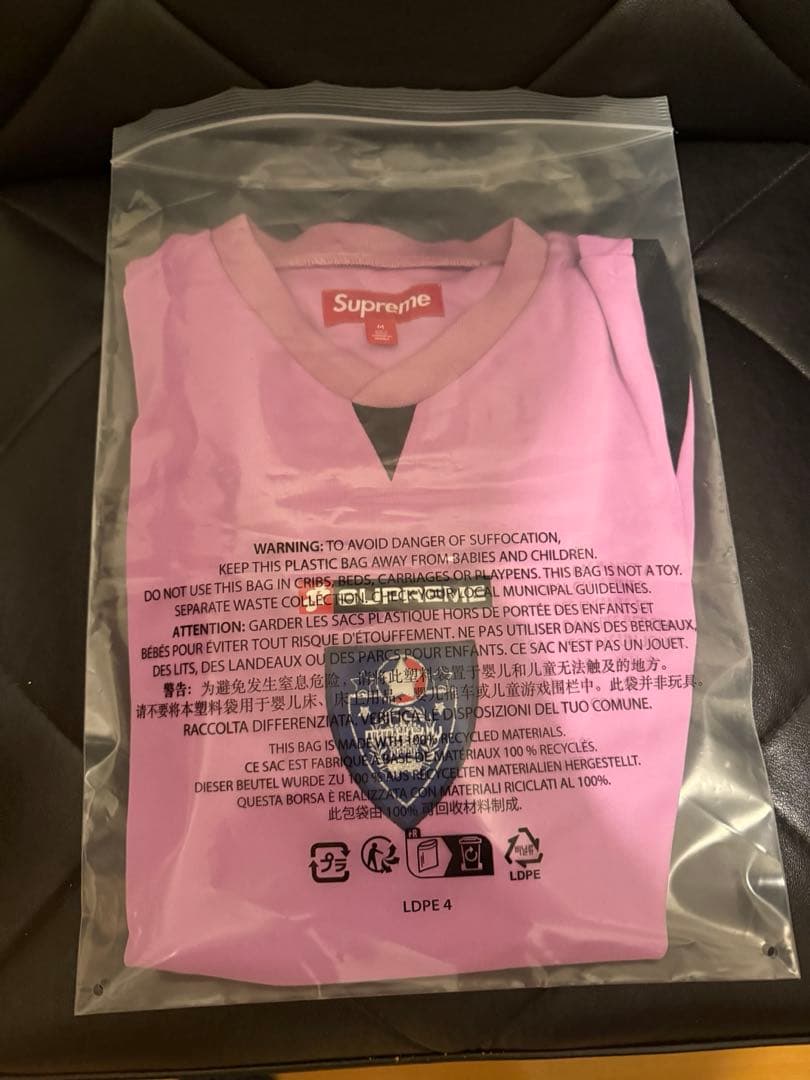 Supreme
M
WARNING: TO AVOID DANGER OF SUFFOCATION,
KEEP THIS PLASTIC BAG AWAY FROM BABIES AND CHILDREN.
DO NOT USE THIS BAG IN CRIBS, BEDS, CARRIAGES OR PLAYPENS. THIS BAG IS NOT A TOY.
SEPARATE WASTE COLLECTION. CHECK YOUR LOCAL MUNICIPAL GUIDELINES.
ATTENTION: GARDER LES SACS PLASTIQUE HORS DE PORTÉE DES ENFANTS ET
BÉBÉS POUR ÉVITER TOUT RISQUE D'ÉTOUFFEMENT. NE PAS UTILISER DANS DES BERCEAUX,
DES LITS, DES LANDEAUX OU DES PARCS POUR ENFANTS. CE SAC N'EST PAS UN JOUET.
警告: 为避免发生窒息危险, 请将此塑料袋置于婴儿和儿童无法触及的地方。
请不要将本塑料袋用于婴儿床、床上用品、婴儿推车或儿童游戏围栏中。此袋并非玩具。
RACCOLTA DIFFERENZIATA. VERIFICA LE DISPOSIZIONI DEL TUO COMUNE.
THIS BAG IS MADE WITH 100% RECYCLED MATERIALS.
CE SAC EST FABRIQUÉ À BASE DE MATÉRIAUX 100 % RECYCLÉS.
DIESER BEUTEL WURDE ZU 100 % AUS RECYCELTEN MATERIALIEN HERGESTELLT.
QUESTA BORSA È REALIZZATA CON MATERIALI RICICLATI AL 100%.
此包袋由 100% 可回收材料制成.
+R
LDPE
LDPE 4